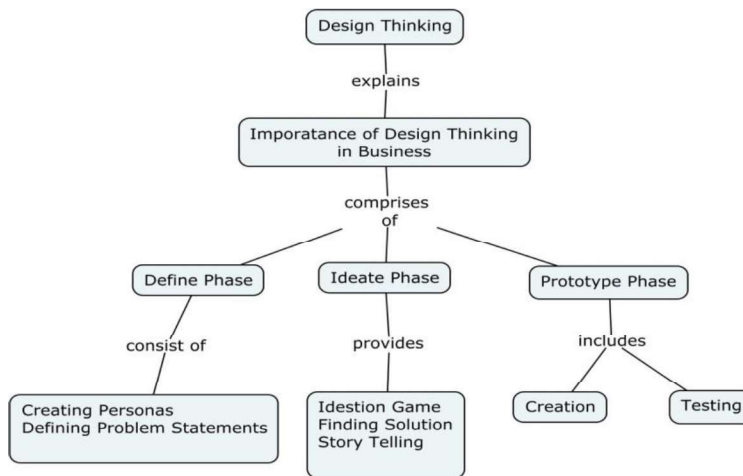 Design Thinking
explains
Imporatance of Design Thinking
in Business
comprises
of
Define Phase
Ideate Phase
Prototype Phase
consist of
provides
includes
Creating Personas
Defining Problem Statements
Idestion Game
Finding Solution
Story Telling
Creation
Testing